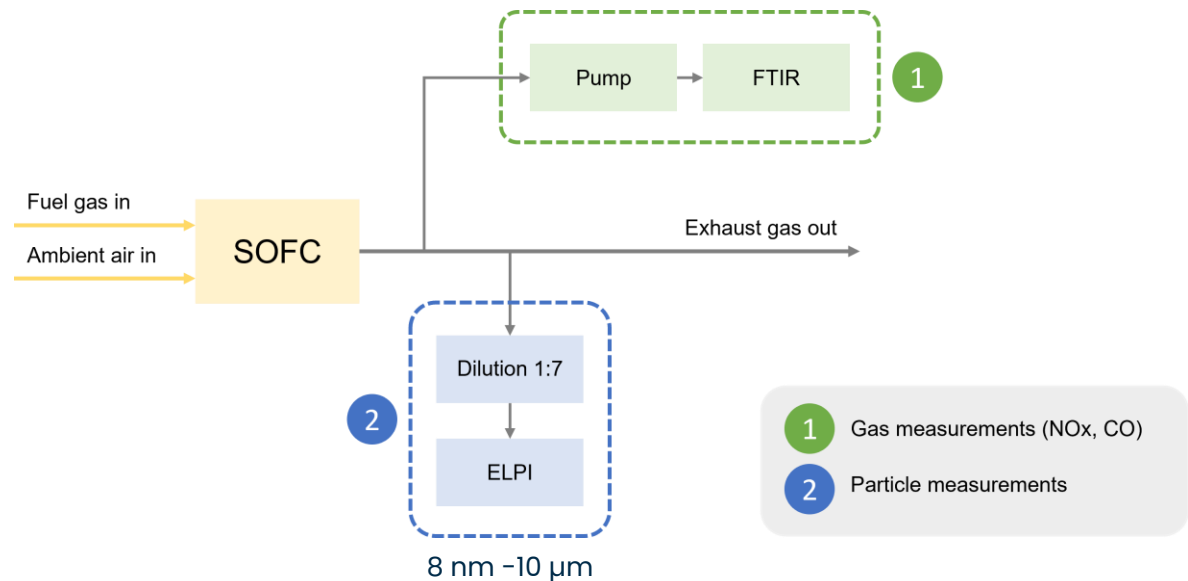 Pump
FTIR
1
Fuel gas in
SOFC
Ambient air in
Exhaust gas out
Dilution 1:7
2
ELPI
8 nm -10 µm
1 Gas measurements (NOx, CO)
2 Particle measurements